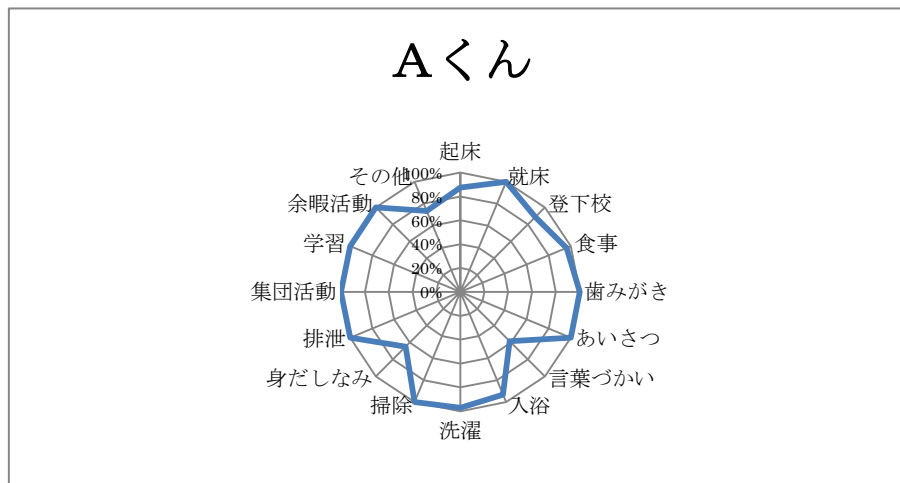 Aくん
起床
就床
登下校
食事
歯みがき
あいさつ
言葉づかい
入浴
洗濯
掃除
身だしなみ
排泄
集団活動
学習
余暇活動
その他
100%
80%
60%
40%
20%
0%